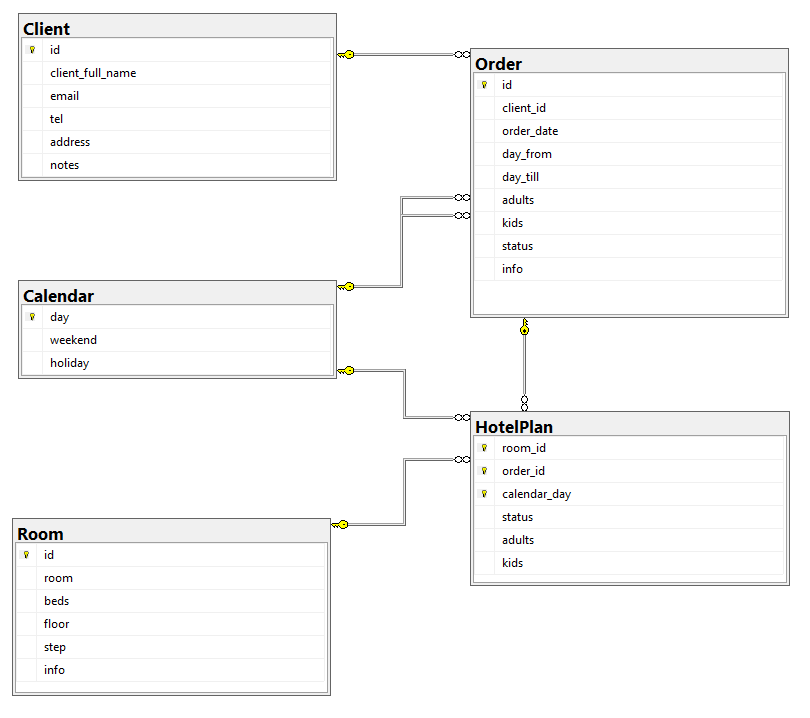 Client
id
client_full_name
email
tel
address
notes
Order
id
client_id
order_date
day_from
day_till
adults
kids
status
info
Calendar
day
weekend
holiday
HotelPlan
room_id
order_id
calendar_day
status
adults
kids
Room
id
room
beds
floor
step
info